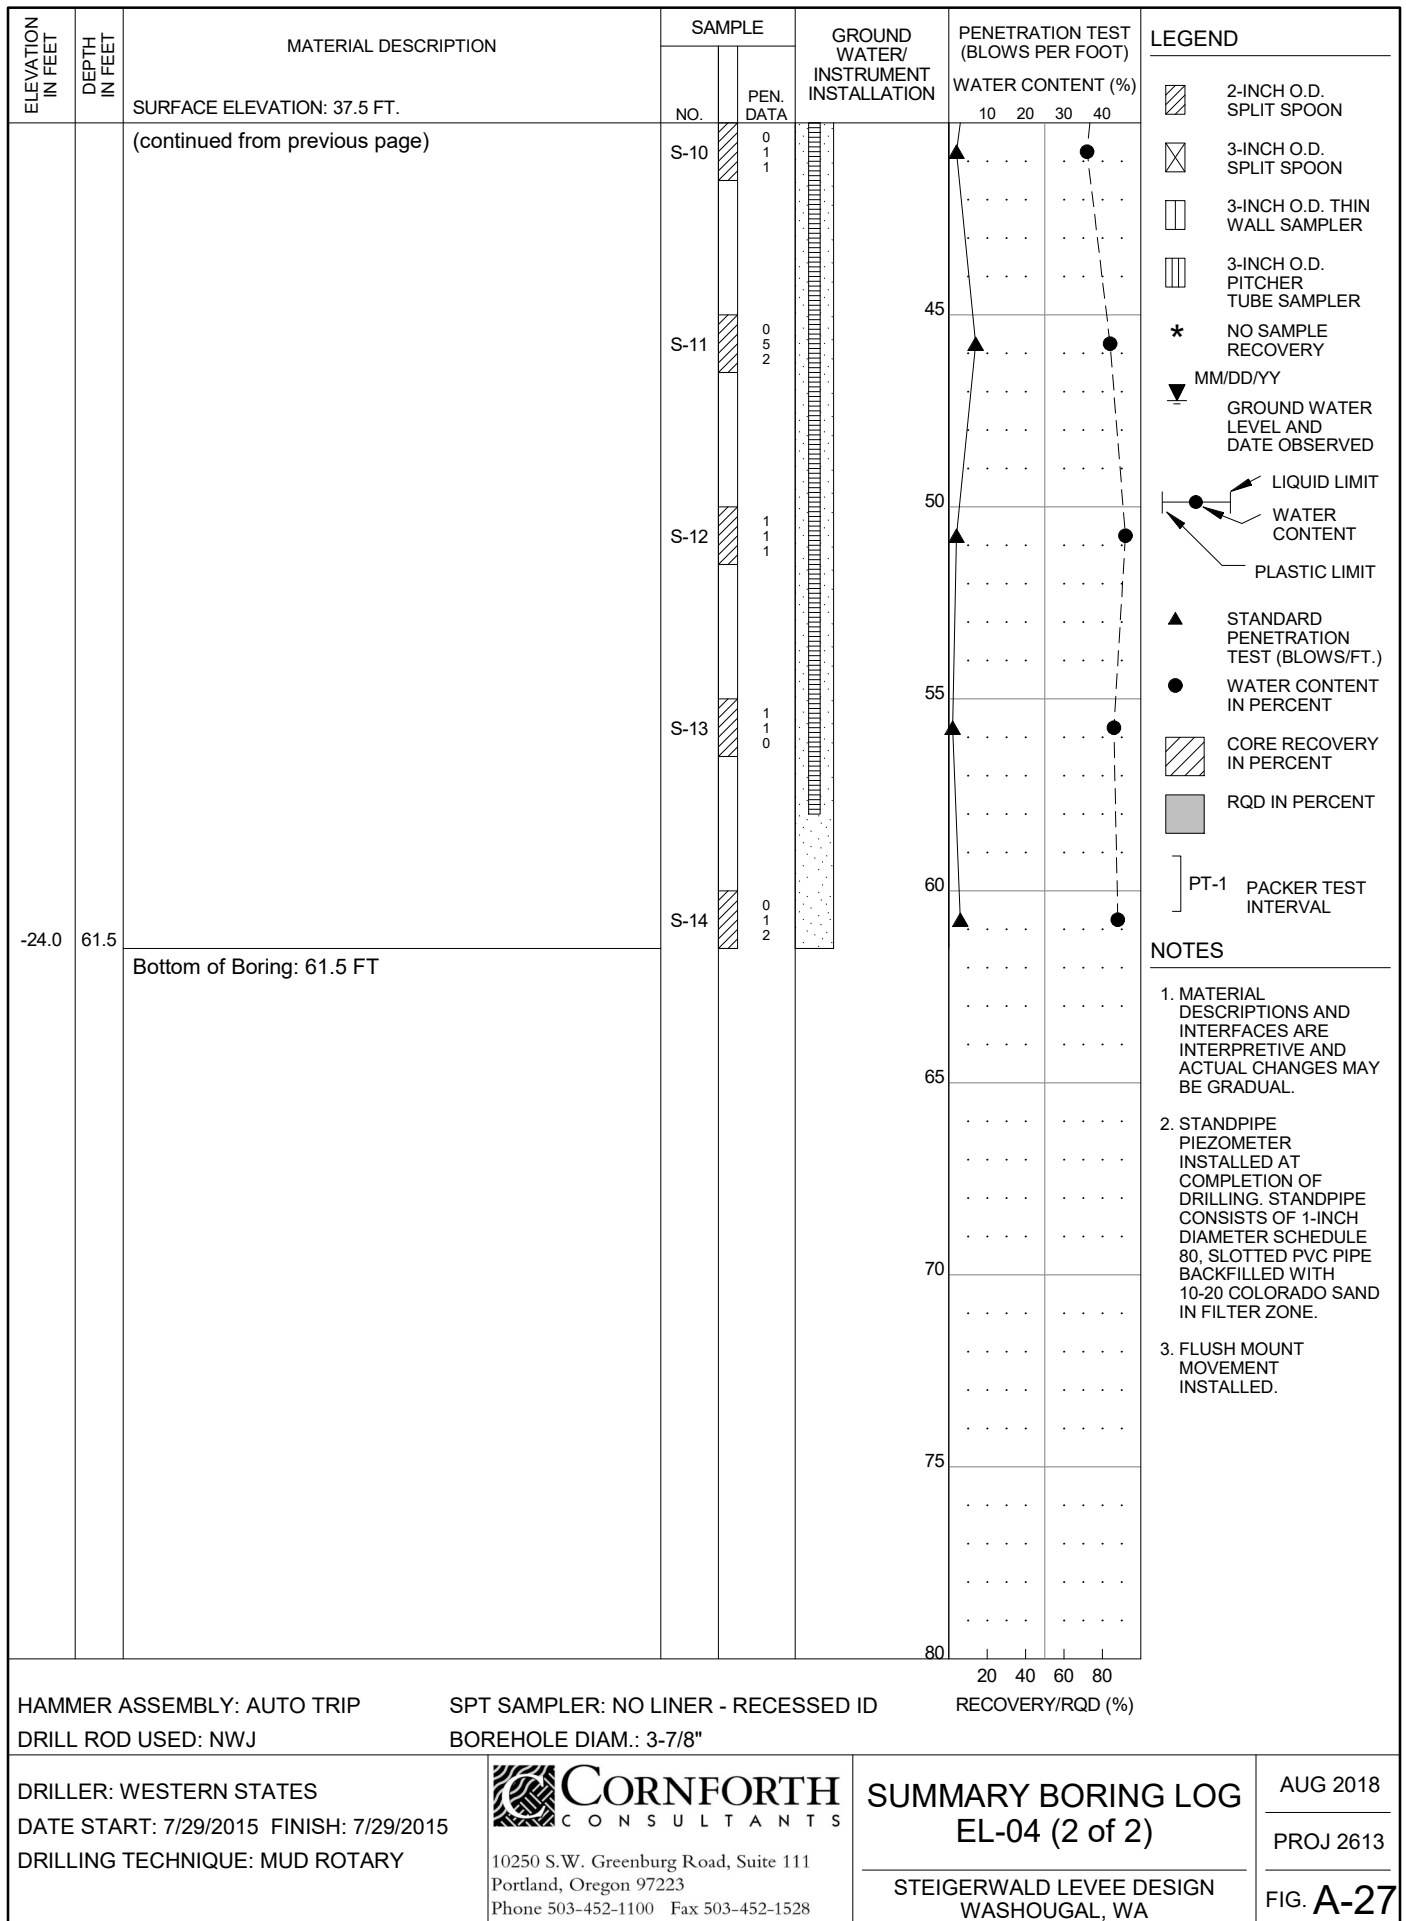 ELEVATION
IN FEET
DEPTH
IN FEET
MATERIAL DESCRIPTION
SURFACE ELEVATION: 37.5 FT.
SAMPLE
NO.
PEN.
DATA
GROUND
WATER/
INSTRUMENT
INSTALLATION
PENETRATION TEST
(BLOWS PER FOOT)
WATER CONTENT (%)
10 20 30 40
(continued from previous page)
S-10
0
1
1
45
S-11
0
5
2
50
S-12
1
1
1
55
S-13
1
1
0
60
S-14
0
1
2
-24.0 61.5
Bottom of Boring: 61.5 FT
65
70
75
80
20 40 60 80
RECOVERY/RQD (%)
LEGEND
2-INCH O.D.
SPLIT SPOON
3-INCH O.D.
SPLIT SPOON
3-INCH O.D. THIN
WALL SAMPLER
3-INCH O.D.
PITCHER
TUBE SAMPLER
* NO SAMPLE
RECOVERY
MM/DD/YY
GROUND WATER
LEVEL AND
DATE OBSERVED
LIQUID LIMIT
WATER
CONTENT
PLASTIC LIMIT
STANDARD
PENETRATION
TEST (BLOWS/FT.)
WATER CONTENT
IN PERCENT
CORE RECOVERY
IN PERCENT
RQD IN PERCENT
PT-1 PACKER TEST
INTERVAL
NOTES
1. MATERIAL
DESCRIPTIONS AND
INTERFACES ARE
INTERPRETIVE AND
ACTUAL CHANGES MAY
BE GRADUAL.
2. STANDPIPE
PIEZOMETER
INSTALLED AT
COMPLETION OF
DRILLING. STANDPIPE
CONSISTS OF 1-INCH
DIAMETER SCHEDULE
80, SLOTTED PVC PIPE
BACKFILLED WITH
10-20 COLORADO SAND
IN FILTER ZONE.
3. FLUSH MOUNT
MOVEMENT
INSTALLED.
HAMMER ASSEMBLY: AUTO TRIP SPT SAMPLER: NO LINER - RECESSED ID
DRILL ROD USED: NWJ BOREHOLE DIAM.: 3-7/8"
DRILLER: WESTERN STATES
DATE START: 7/29/2015 FINISH: 7/29/2015
DRILLING TECHNIQUE: MUD ROTARY
CORNFORTH
CONSULTANTS
10250 S.W. Greenburg Road, Suite 111
Portland, Oregon 97223
Phone 503-452-1100 Fax 503-452-1528
SUMMARY BORING LOG
EL-04 (2 of 2)
STEIGERWALD LEVEE DESIGN
WASHOUGAL, WA
AUG 2018
PROJ 2613
FIG. A-27